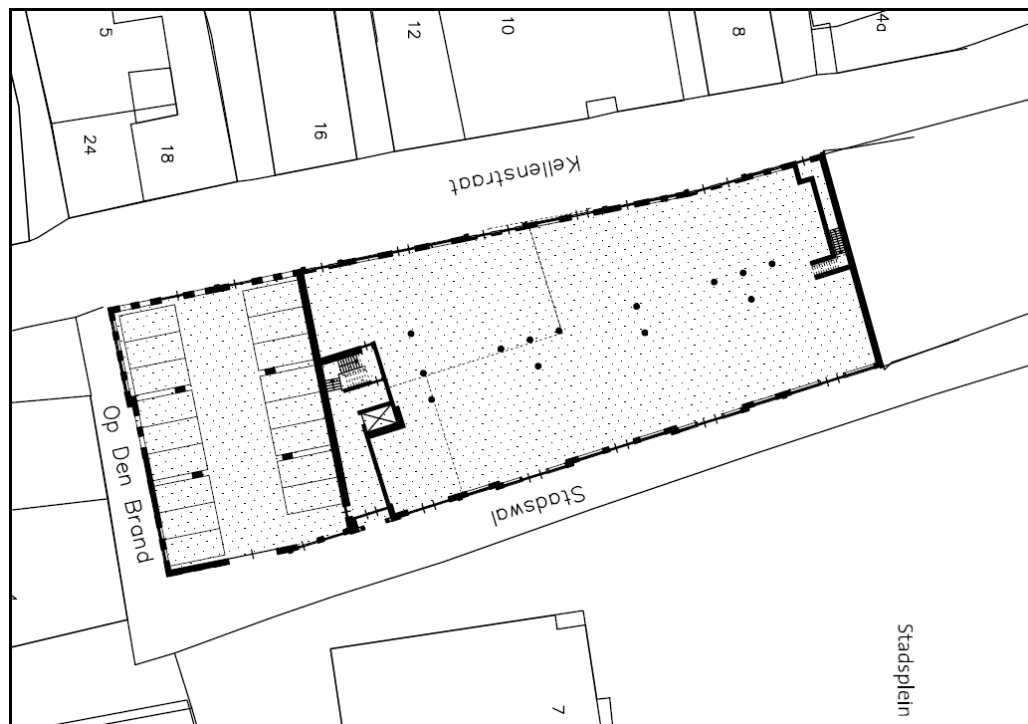 5
12
10
8
4a
24
18
16
Kellenstraat
Op Den Brand
Stadswal
Stadsplein
7